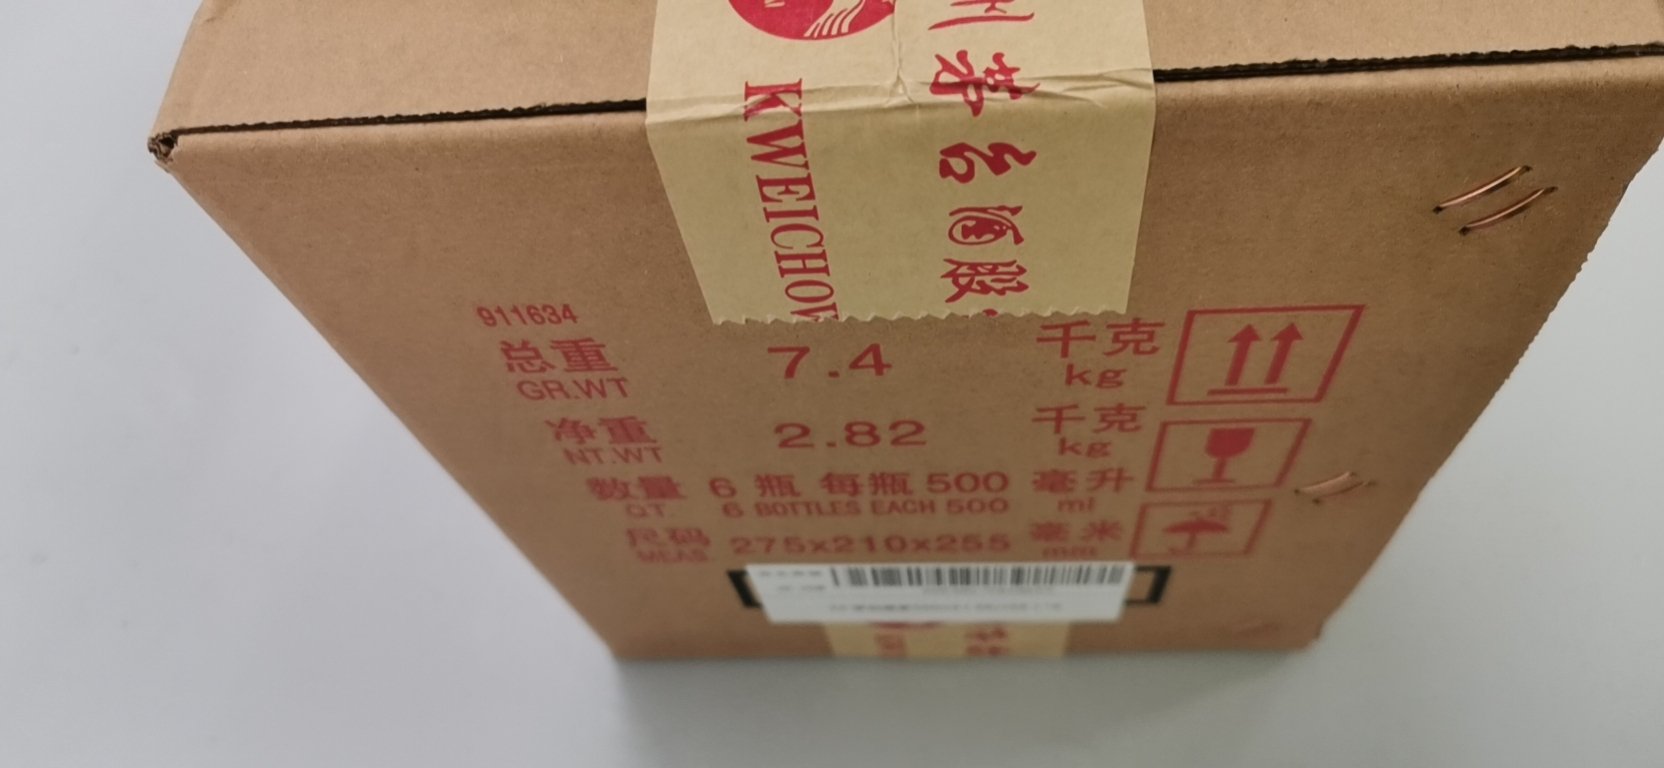 KWEICHOW
州茅台酒股
911634
总重 7.4 千克
GR.WT kg
净重 2.82 千克
NT.WT kg
数量 6 瓶 每瓶 500 毫升
QT. 6 BOTTLES EACH 500 ml
尺码 275x210x255 毫米
MEAS mm